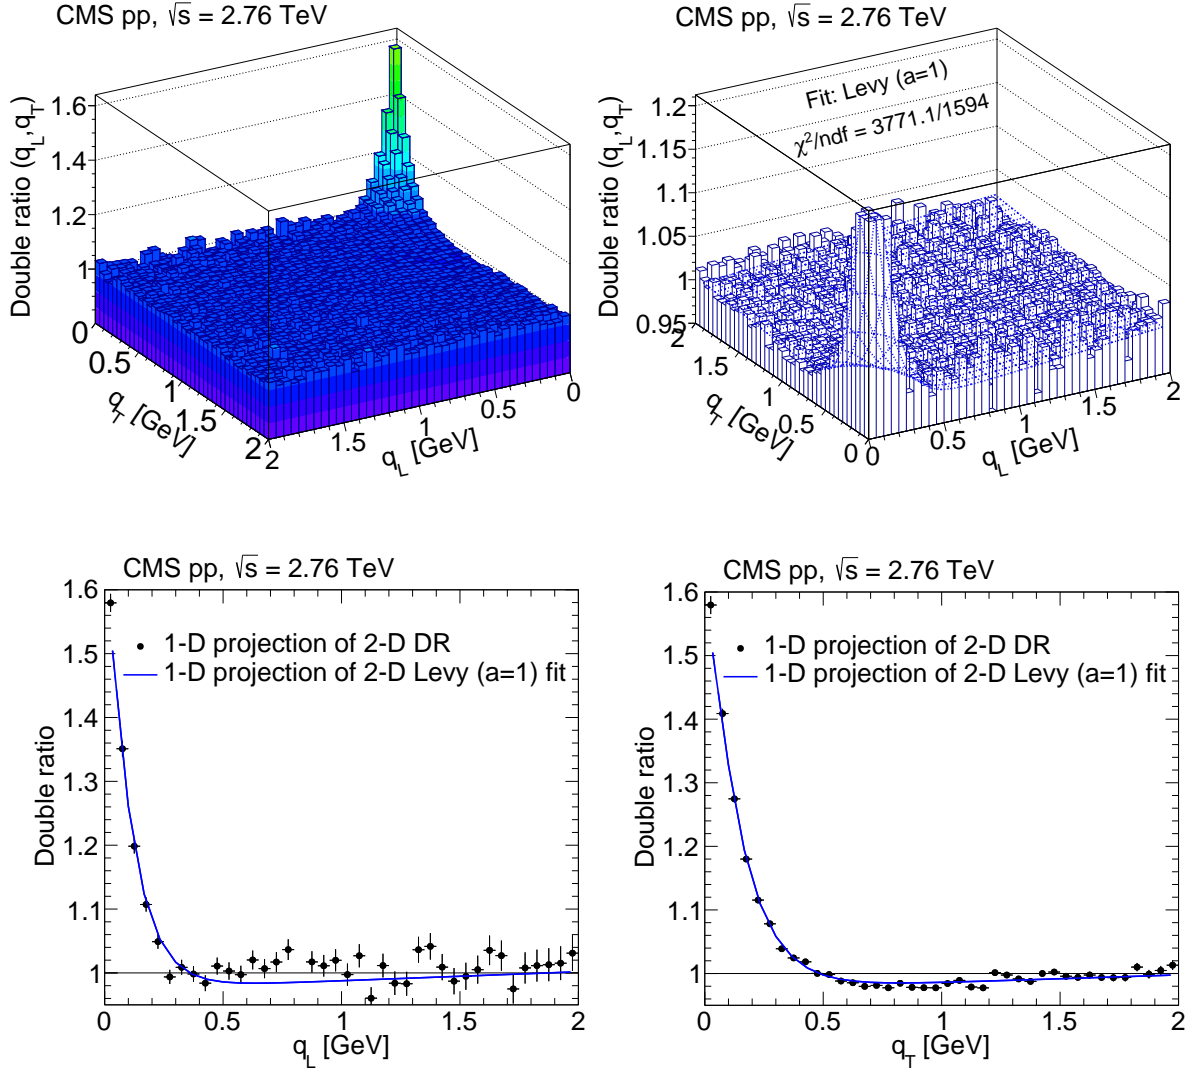 CMS pp, √s = 2.76 TeV
Double ratio (q_L, q_T)
1.6
1.4
1.2
1
0
0.5
1
1.5
2
q_T [GeV]
2
1.5
1
0.5
0
q_L [GeV]
CMS pp, √s = 2.76 TeV
Fit: Levy (a=1)
χ²/ndf = 3771.1/1594
Double ratio (q_L, q_T)
1.2
1.15
1.1
1.05
1
0.95
2
1.5
1
0.5
0
q_T [GeV]
0
0.5
1
1.5
2
q_L [GeV]
CMS pp, √s = 2.76 TeV
1-D projection of 2-D DR
1-D projection of 2-D Levy (a=1) fit
Double ratio
1.6
1.5
1.4
1.3
1.2
1.1
1
0 0.5 1 1.5 2
q_L [GeV]
CMS pp, √s = 2.76 TeV
1-D projection of 2-D DR
1-D projection of 2-D Levy (a=1) fit
Double ratio
1.6
1.5
1.4
1.3
1.2
1.1
1
0 0.5 1 1.5 2
q_T [GeV]